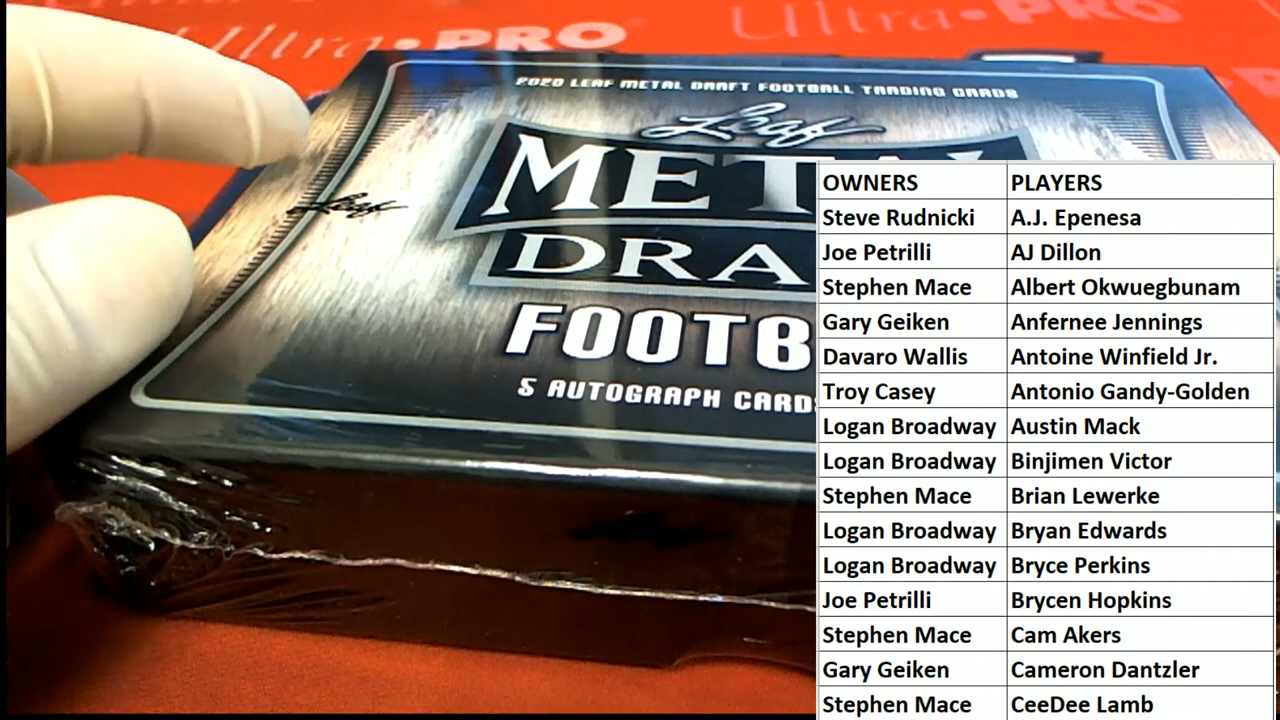 Ultra • PRO
Ultra • PRO
2020 LEAF METAL DRAFT FOOTBALL TRADING CARDS
Leaf
META
DRA
FOOTB
5 AUTOGRAPH CARDS
Leaf
OWNERS PLAYERS
Steve Rudnicki A.J. Epenesa
Joe Petrilli AJ Dillon
Stephen Mace Albert Okwuegbunam
Gary Geiken Anfernee Jennings
Davaro Wallis Antoine Winfield Jr.
Troy Casey Antonio Gandy-Golden
Logan Broadway Austin Mack
Logan Broadway Binjimen Victor
Stephen Mace Brian Lewerke
Logan Broadway Bryan Edwards
Logan Broadway Bryce Perkins
Joe Petrilli Brycen Hopkins
Stephen Mace Cam Akers
Gary Geiken Cameron Dantzler
Stephen Mace CeeDee Lamb